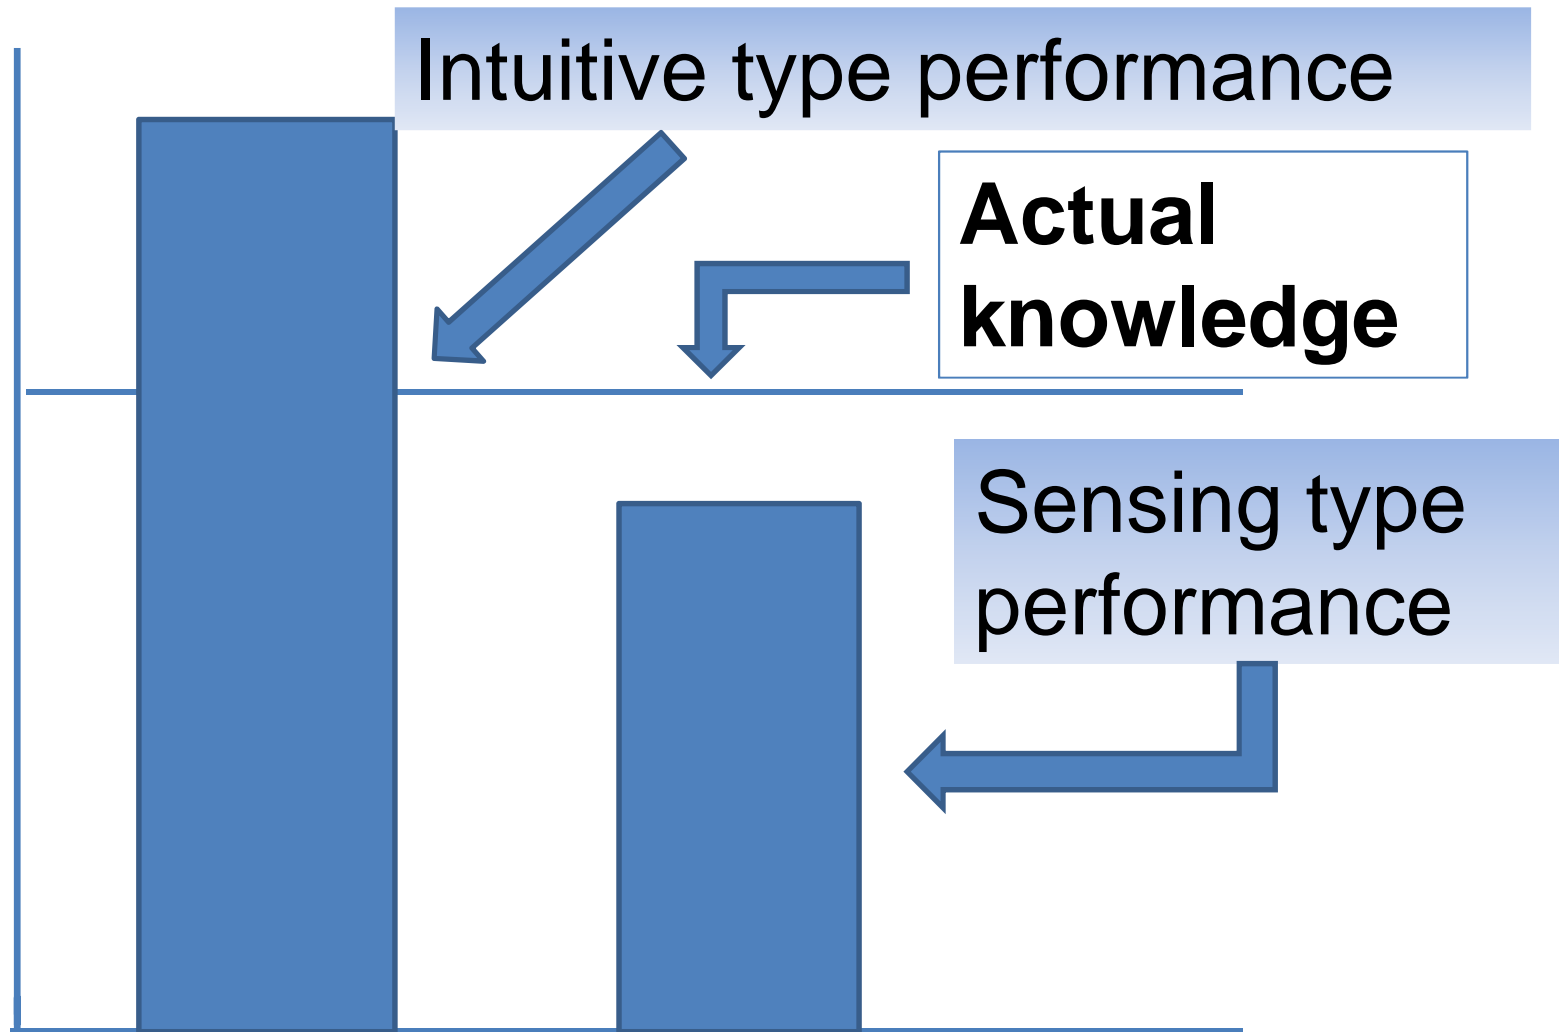 Intuitive type performance
Actual
knowledge
Sensing type
performance